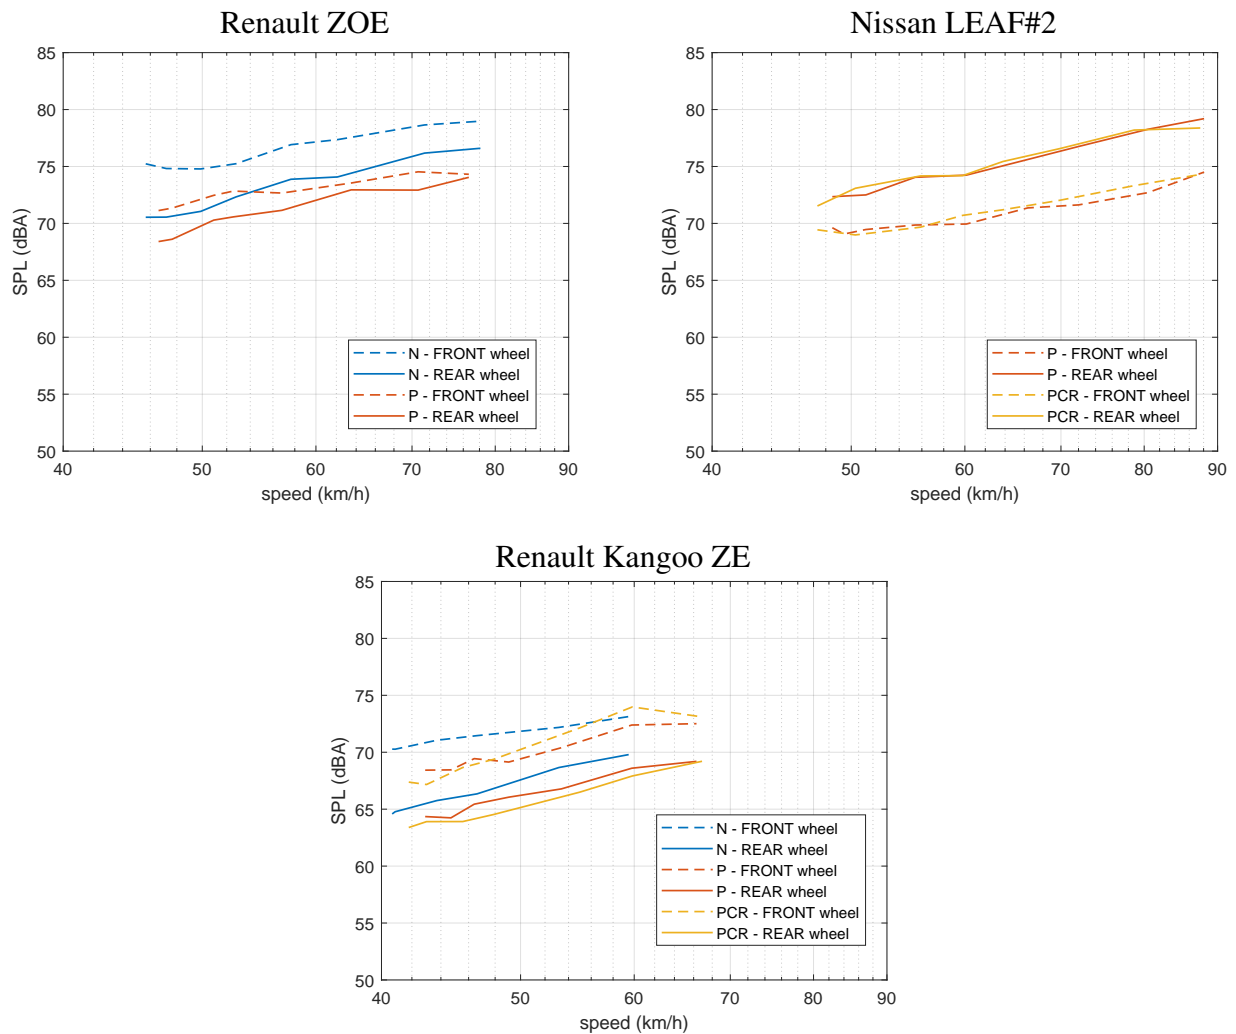 Renault ZOE
85
80
75
70
65
60
55
50
SPL (dBA)
40 50 60 70 80 90
speed (km/h)
N - FRONT wheel
N - REAR wheel
P - FRONT wheel
P - REAR wheel
Nissan LEAF#2
85
80
75
70
65
60
55
50
SPL (dBA)
40 50 60 70 80 90
speed (km/h)
P - FRONT wheel
P - REAR wheel
PCR - FRONT wheel
PCR - REAR wheel
Renault Kangoo ZE
85
80
75
70
65
60
55
50
SPL (dBA)
40 50 60 70 80 90
speed (km/h)
N - FRONT wheel
N - REAR wheel
P - FRONT wheel
P - REAR wheel
PCR - FRONT wheel
PCR - REAR wheel